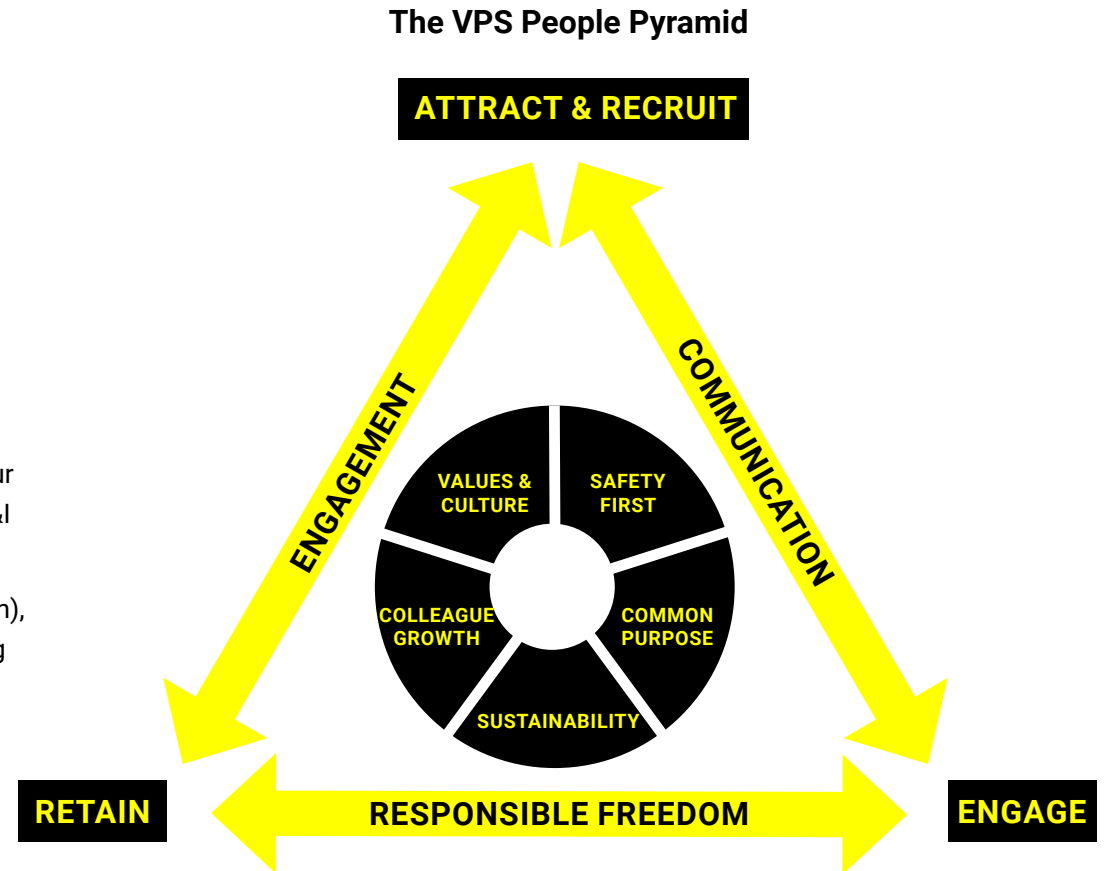 The VPS People Pyramid
ATTRACT & RECRUIT
ENGAGEMENT
COMMUNICATION
VALUES &
CULTURE
SAFETY
FIRST
COLLEAGUE
GROWTH
COMMON
PURPOSE
SUSTAINABILITY
RETAIN
RESPONSIBLE FREEDOM
ENGAGE